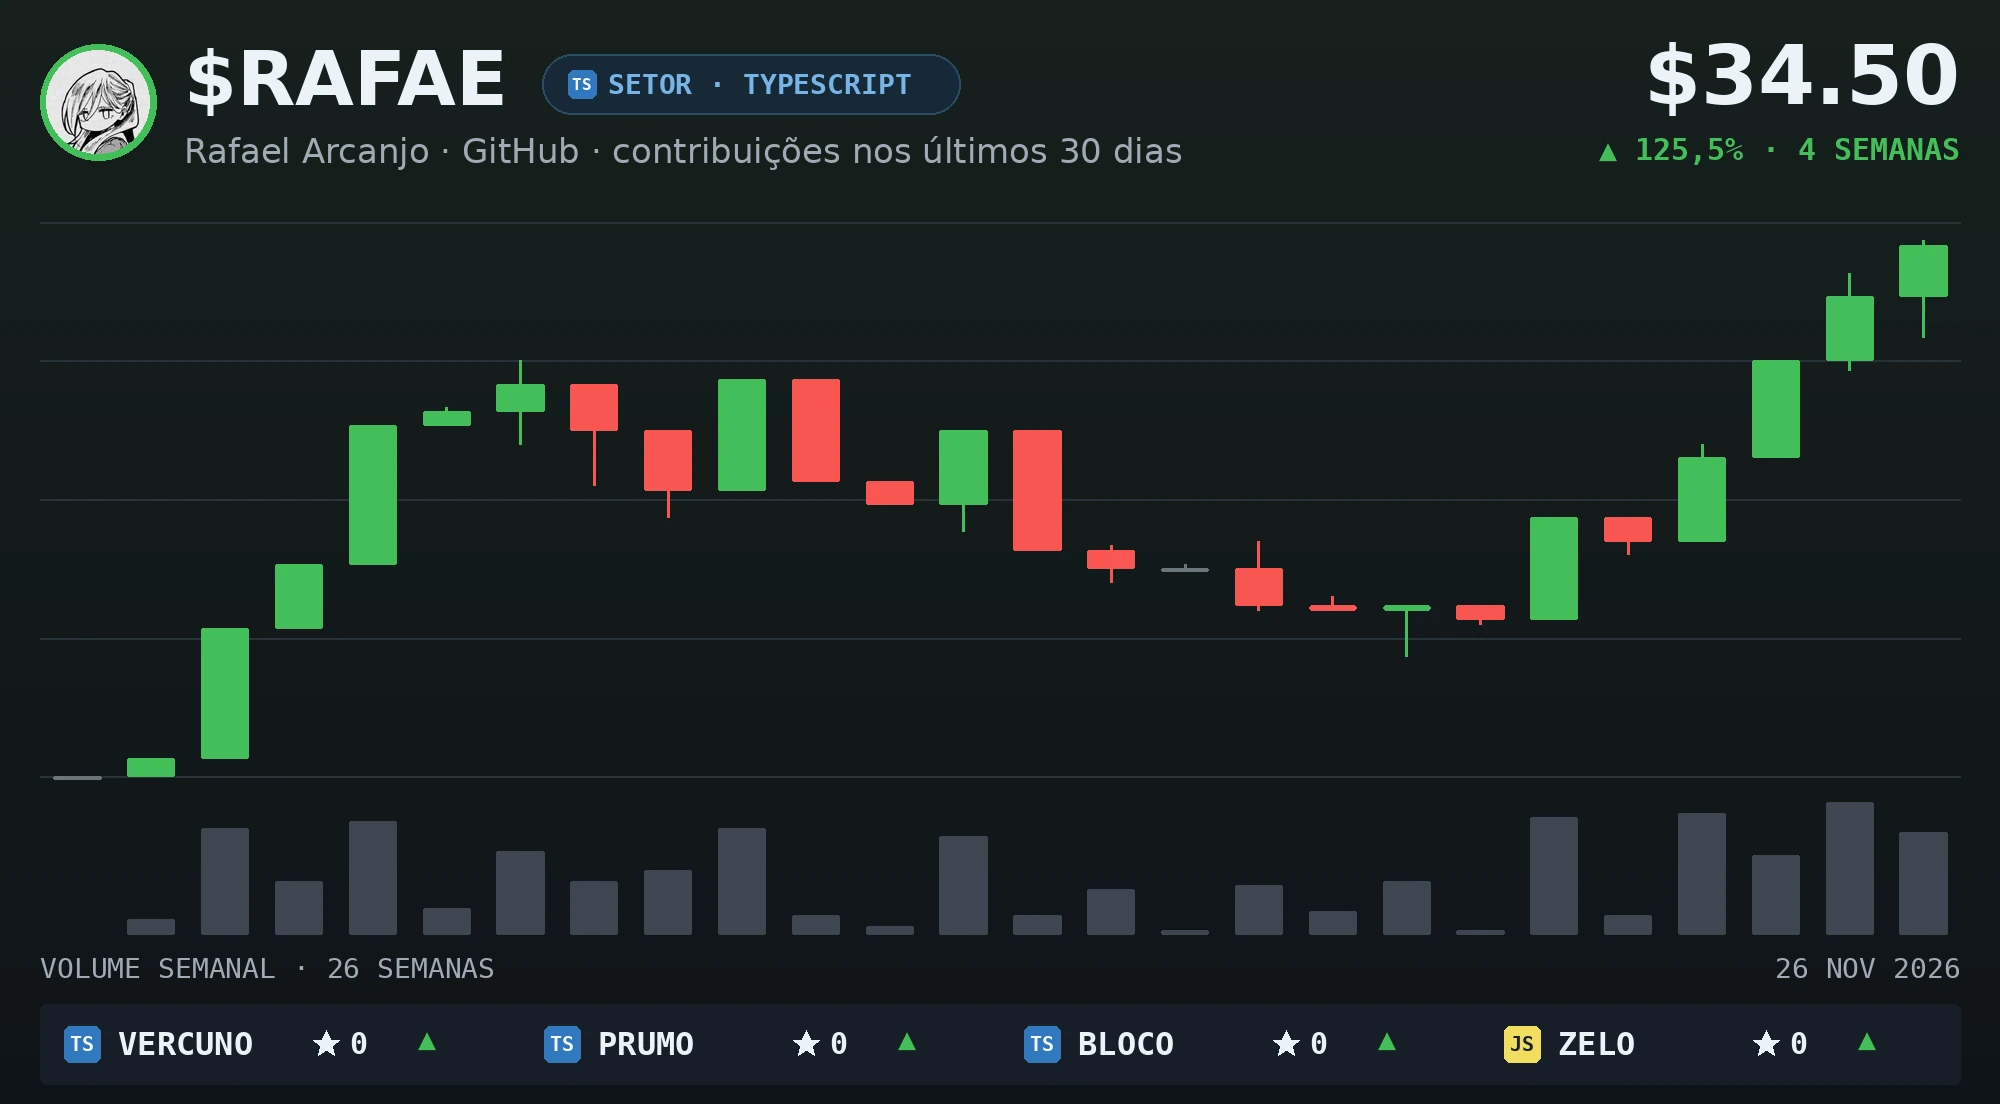 $RAFAE
TS SETOR · TYPESCRIPT
$34.50
Rafael Arcanjo · GitHub · contribuições nos últimos 30 dias
▲ 125,5% · 4 SEMANAS
VOLUME SEMANAL · 26 SEMANAS
26 NOV 2026
TS VERCUNO ★ 0 ▲
TS PRUMO ★ 0 ▲
TS BLOCO ★ 0 ▲
JS ZELO ★ 0 ▲